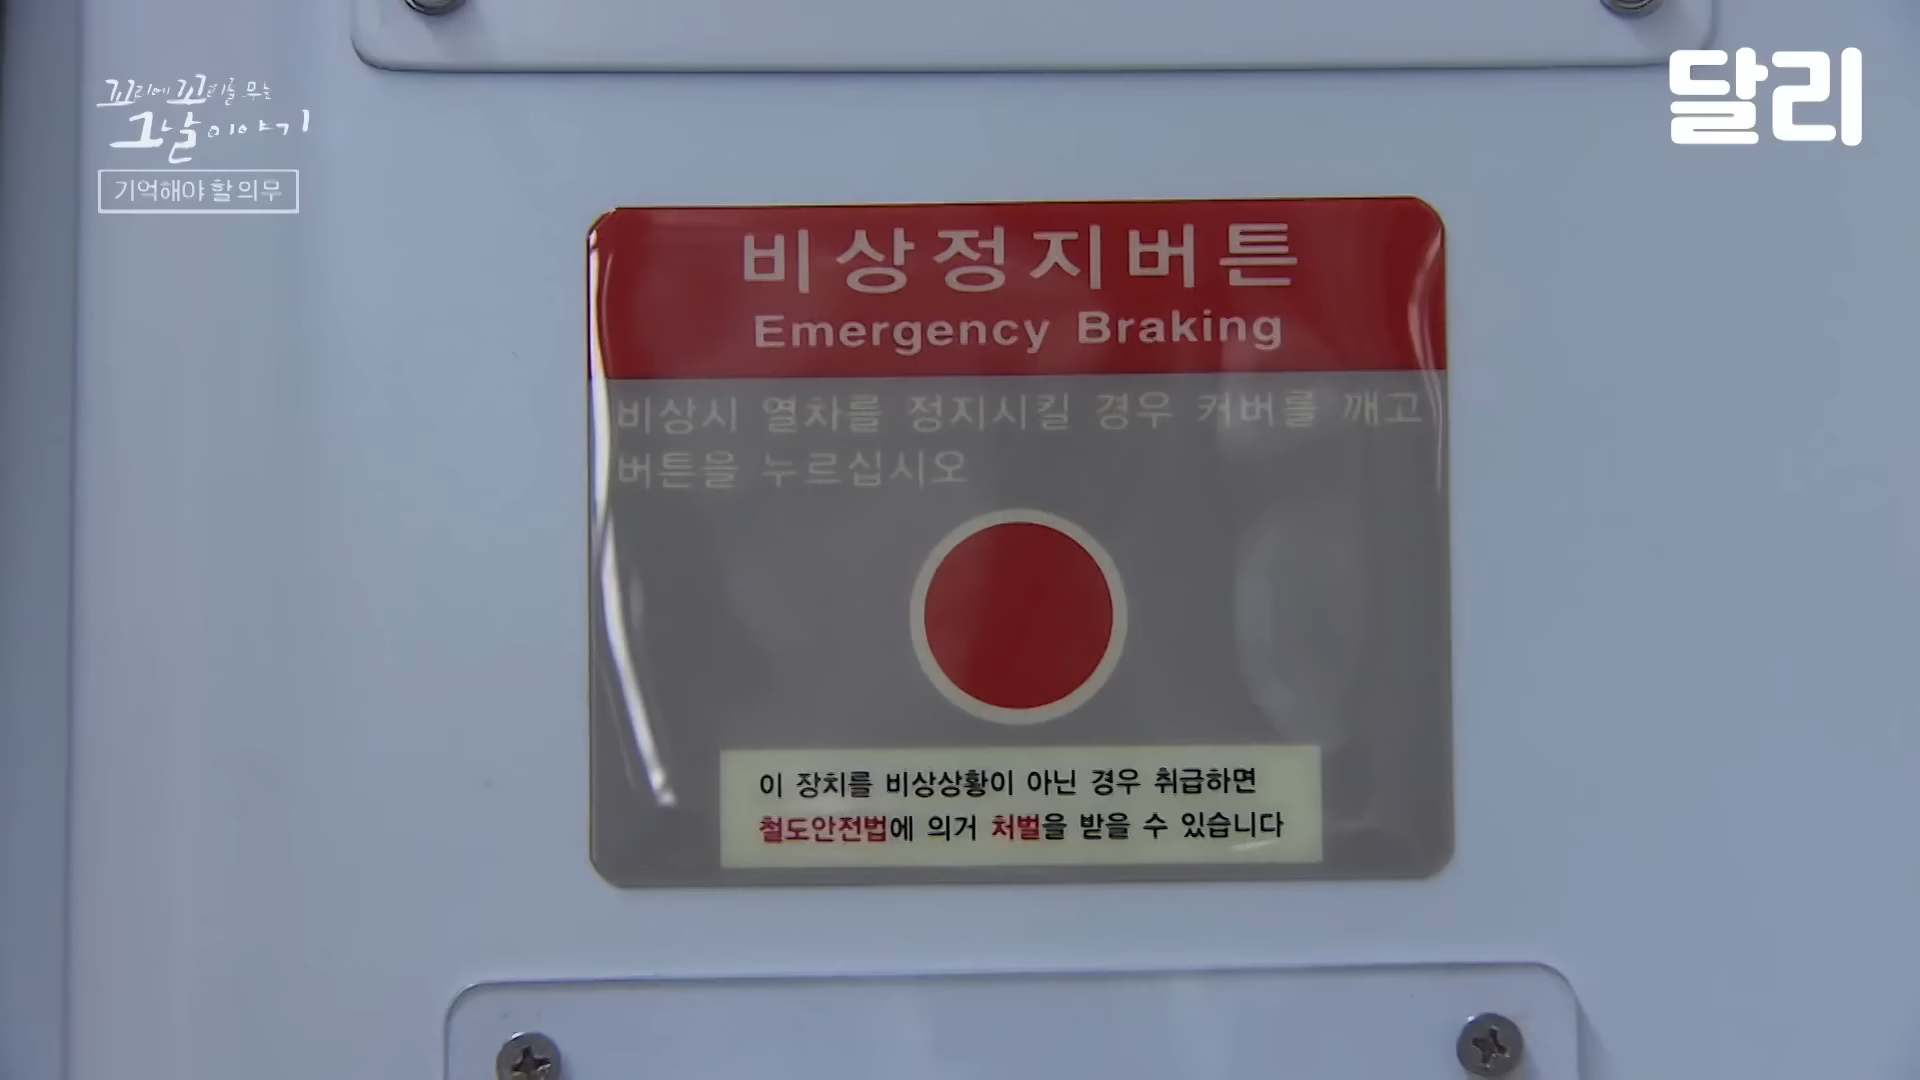 꼬리에 꼬리를 무는
그날 이야기
기억해야 할 의무
달리
비상정지버튼
Emergency Braking
비상시 열차를 정지시킬 경우 커버를 깨고
버튼을 누르십시오
이 장치를 비상상황이 아닌 경우 취급하면
철도안전법에 의거 처벌을 받을 수 있습니다